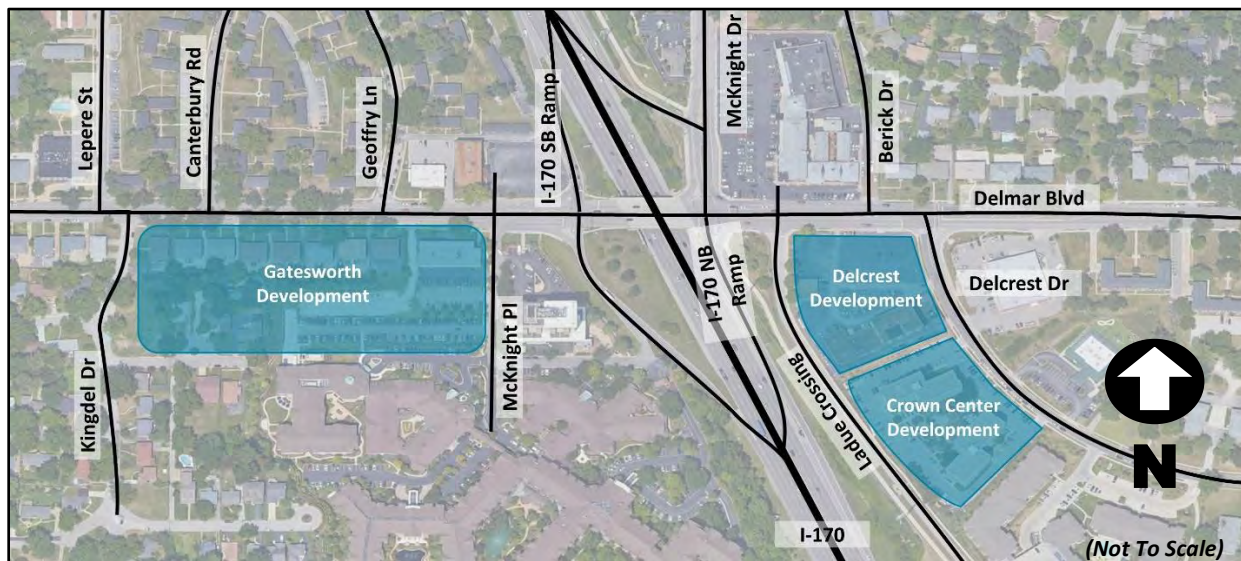 Lepere St
Canterbury Rd
Geoffry Ln
I-170 SB Ramp
McKnight Dr
Berick Dr
Delmar Blvd
Gatesworth
Development
Kingdel Dr
McKnight Pl
I-170 NB
Ramp
Delcrest
Development
Delcrest Dr
Ladue Crossing
Crown Center
Development
N
I-170
(Not To Scale)